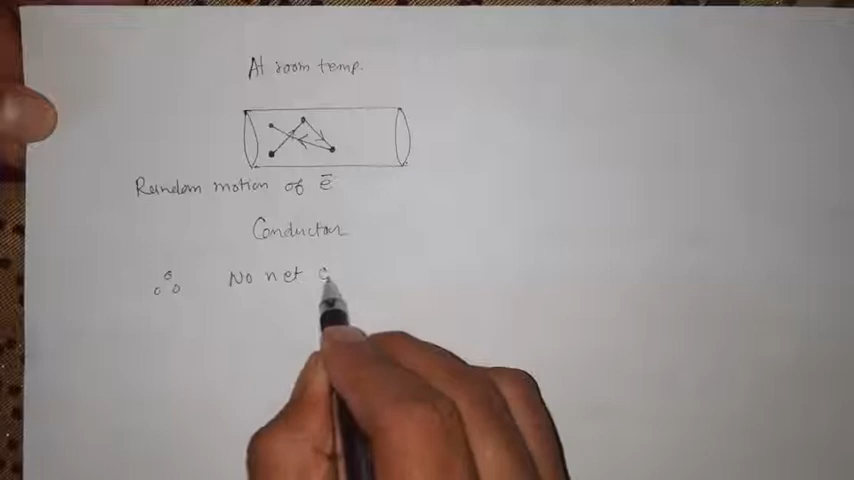 At room temp.
Random motion of e̅
Conductor
∴ No net